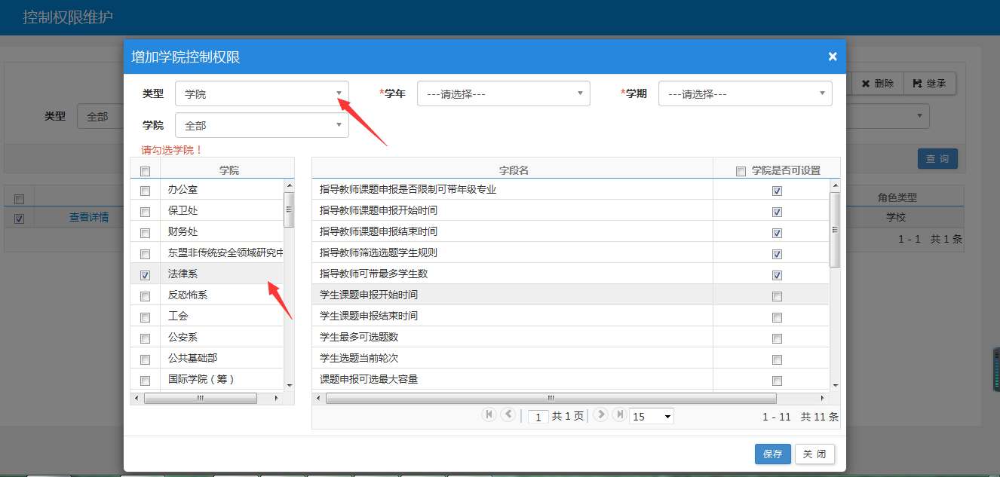 控制权限维护
增加学院控制权限
类型 学院 *学年 ---请选择--- *学期 ---请选择---
删除 继承
类型 全部
学院 全部
请勾选学院！
查 询
学院 字段名 学院是否可设置
办公室 指导教师课题申报是否限制可带年级专业
角色类型
保卫处 指导教师课题申报开始时间
查看详情 学校
财务处 指导教师课题申报结束时间
1 - 1 共 1 条
东盟非传统安全领域研究中 指导教师筛选选题学生规则
法律系 指导教师可带最多学生数
反恐怖系 学生课题申报开始时间
工会 学生课题申报结束时间
公安系 学生最多可选题数
公共基础部 学生选题当前轮次
国际学院（筹） 课题申报可选最大容量
1 共 1 页 15 1 - 11 共 11 条
保存 关 闭